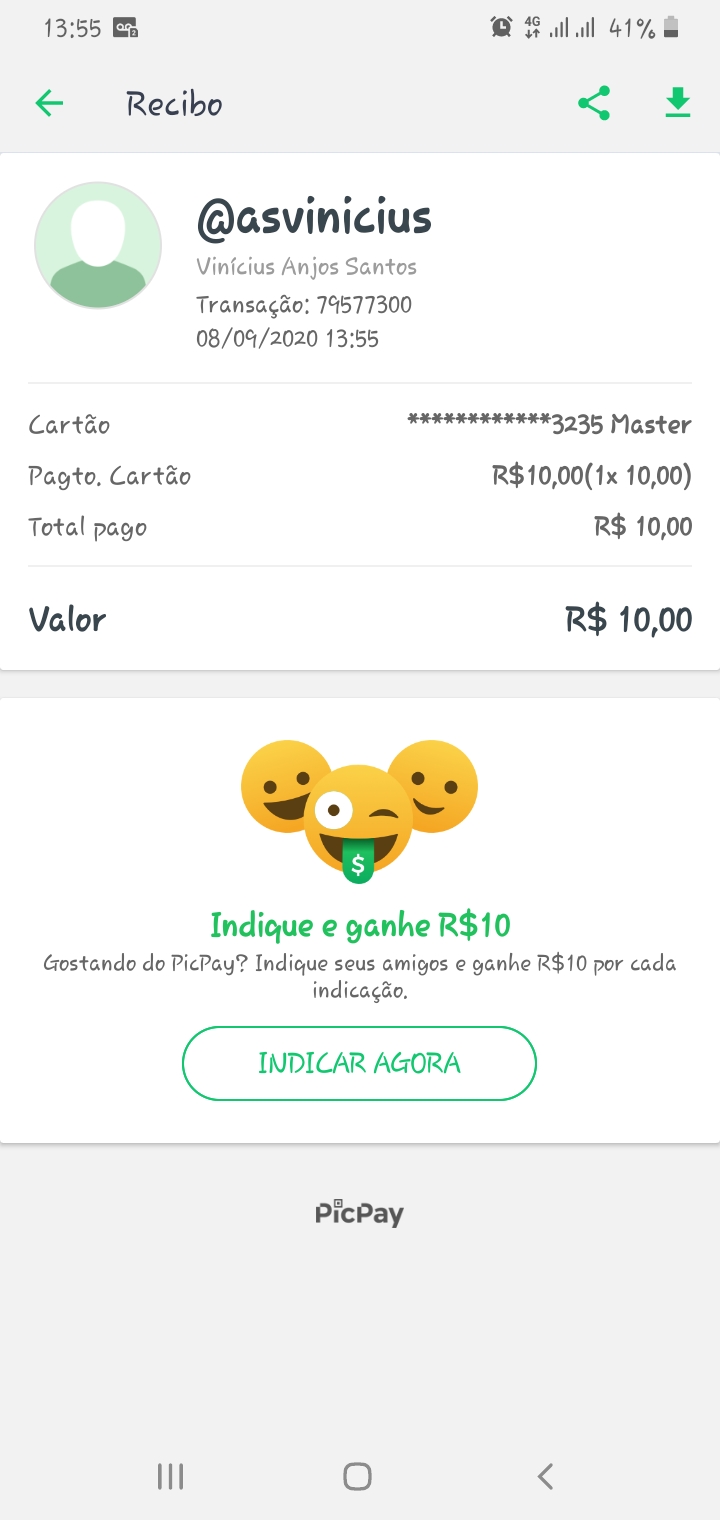 13:55
4G 41%
Recibo
@asvinicius
Vinícius Anjos Santos
Transação: 79577300
08/09/2020 13:55
Cartão ************3235 Master
Pagto. Cartão R$10,00(1x 10,00)
Total pago R$ 10,00
Valor R$ 10,00
$
Indique e ganhe R$10
Gostando do PicPay? Indique seus amigos e ganhe R$10 por cada
indicação.
INDICAR AGORA
PicPay